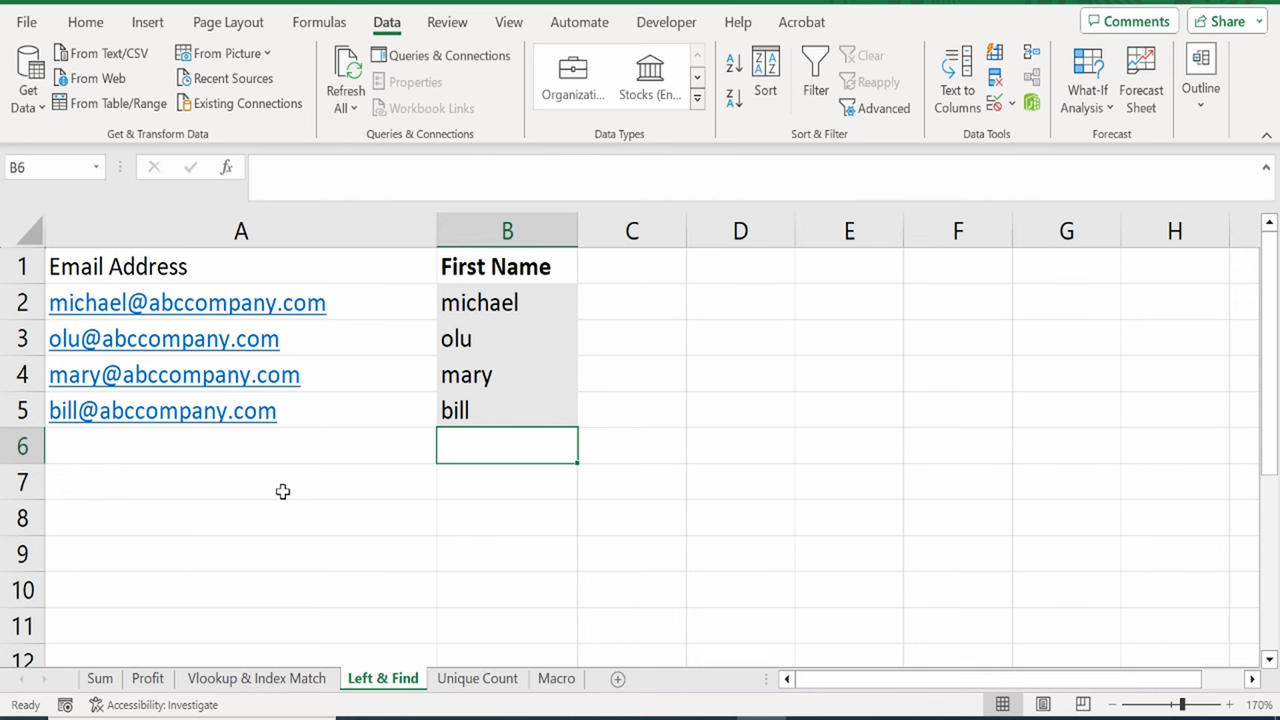 File Home Insert Page Layout Formulas Data Review View Automate Developer Help Acrobat Comments Share
Get Data
From Text/CSV
From Web
From Table/Range
From Picture
Recent Sources
Existing Connections
Get & Transform Data
Refresh All
Queries & Connections
Properties
Workbook Links
Queries & Connections
Organizati...
Stocks (En...
Data Types
Sort
Filter
Clear
Reapply
Advanced
Sort & Filter
Text to Columns
Data Tools
What-If Analysis
Forecast Sheet
Forecast
Outline
B6 fx
A B C D E F G H
1 Email Address First Name
2 michael@abccompany.com michael
3 olu@abccompany.com olu
4 mary@abccompany.com mary
5 bill@abccompany.com bill
6
7
8
9
10
11
12
Sum Profit Vlookup & Index Match Left & Find Unique Count Macro
Ready Accessibility: Investigate 170%